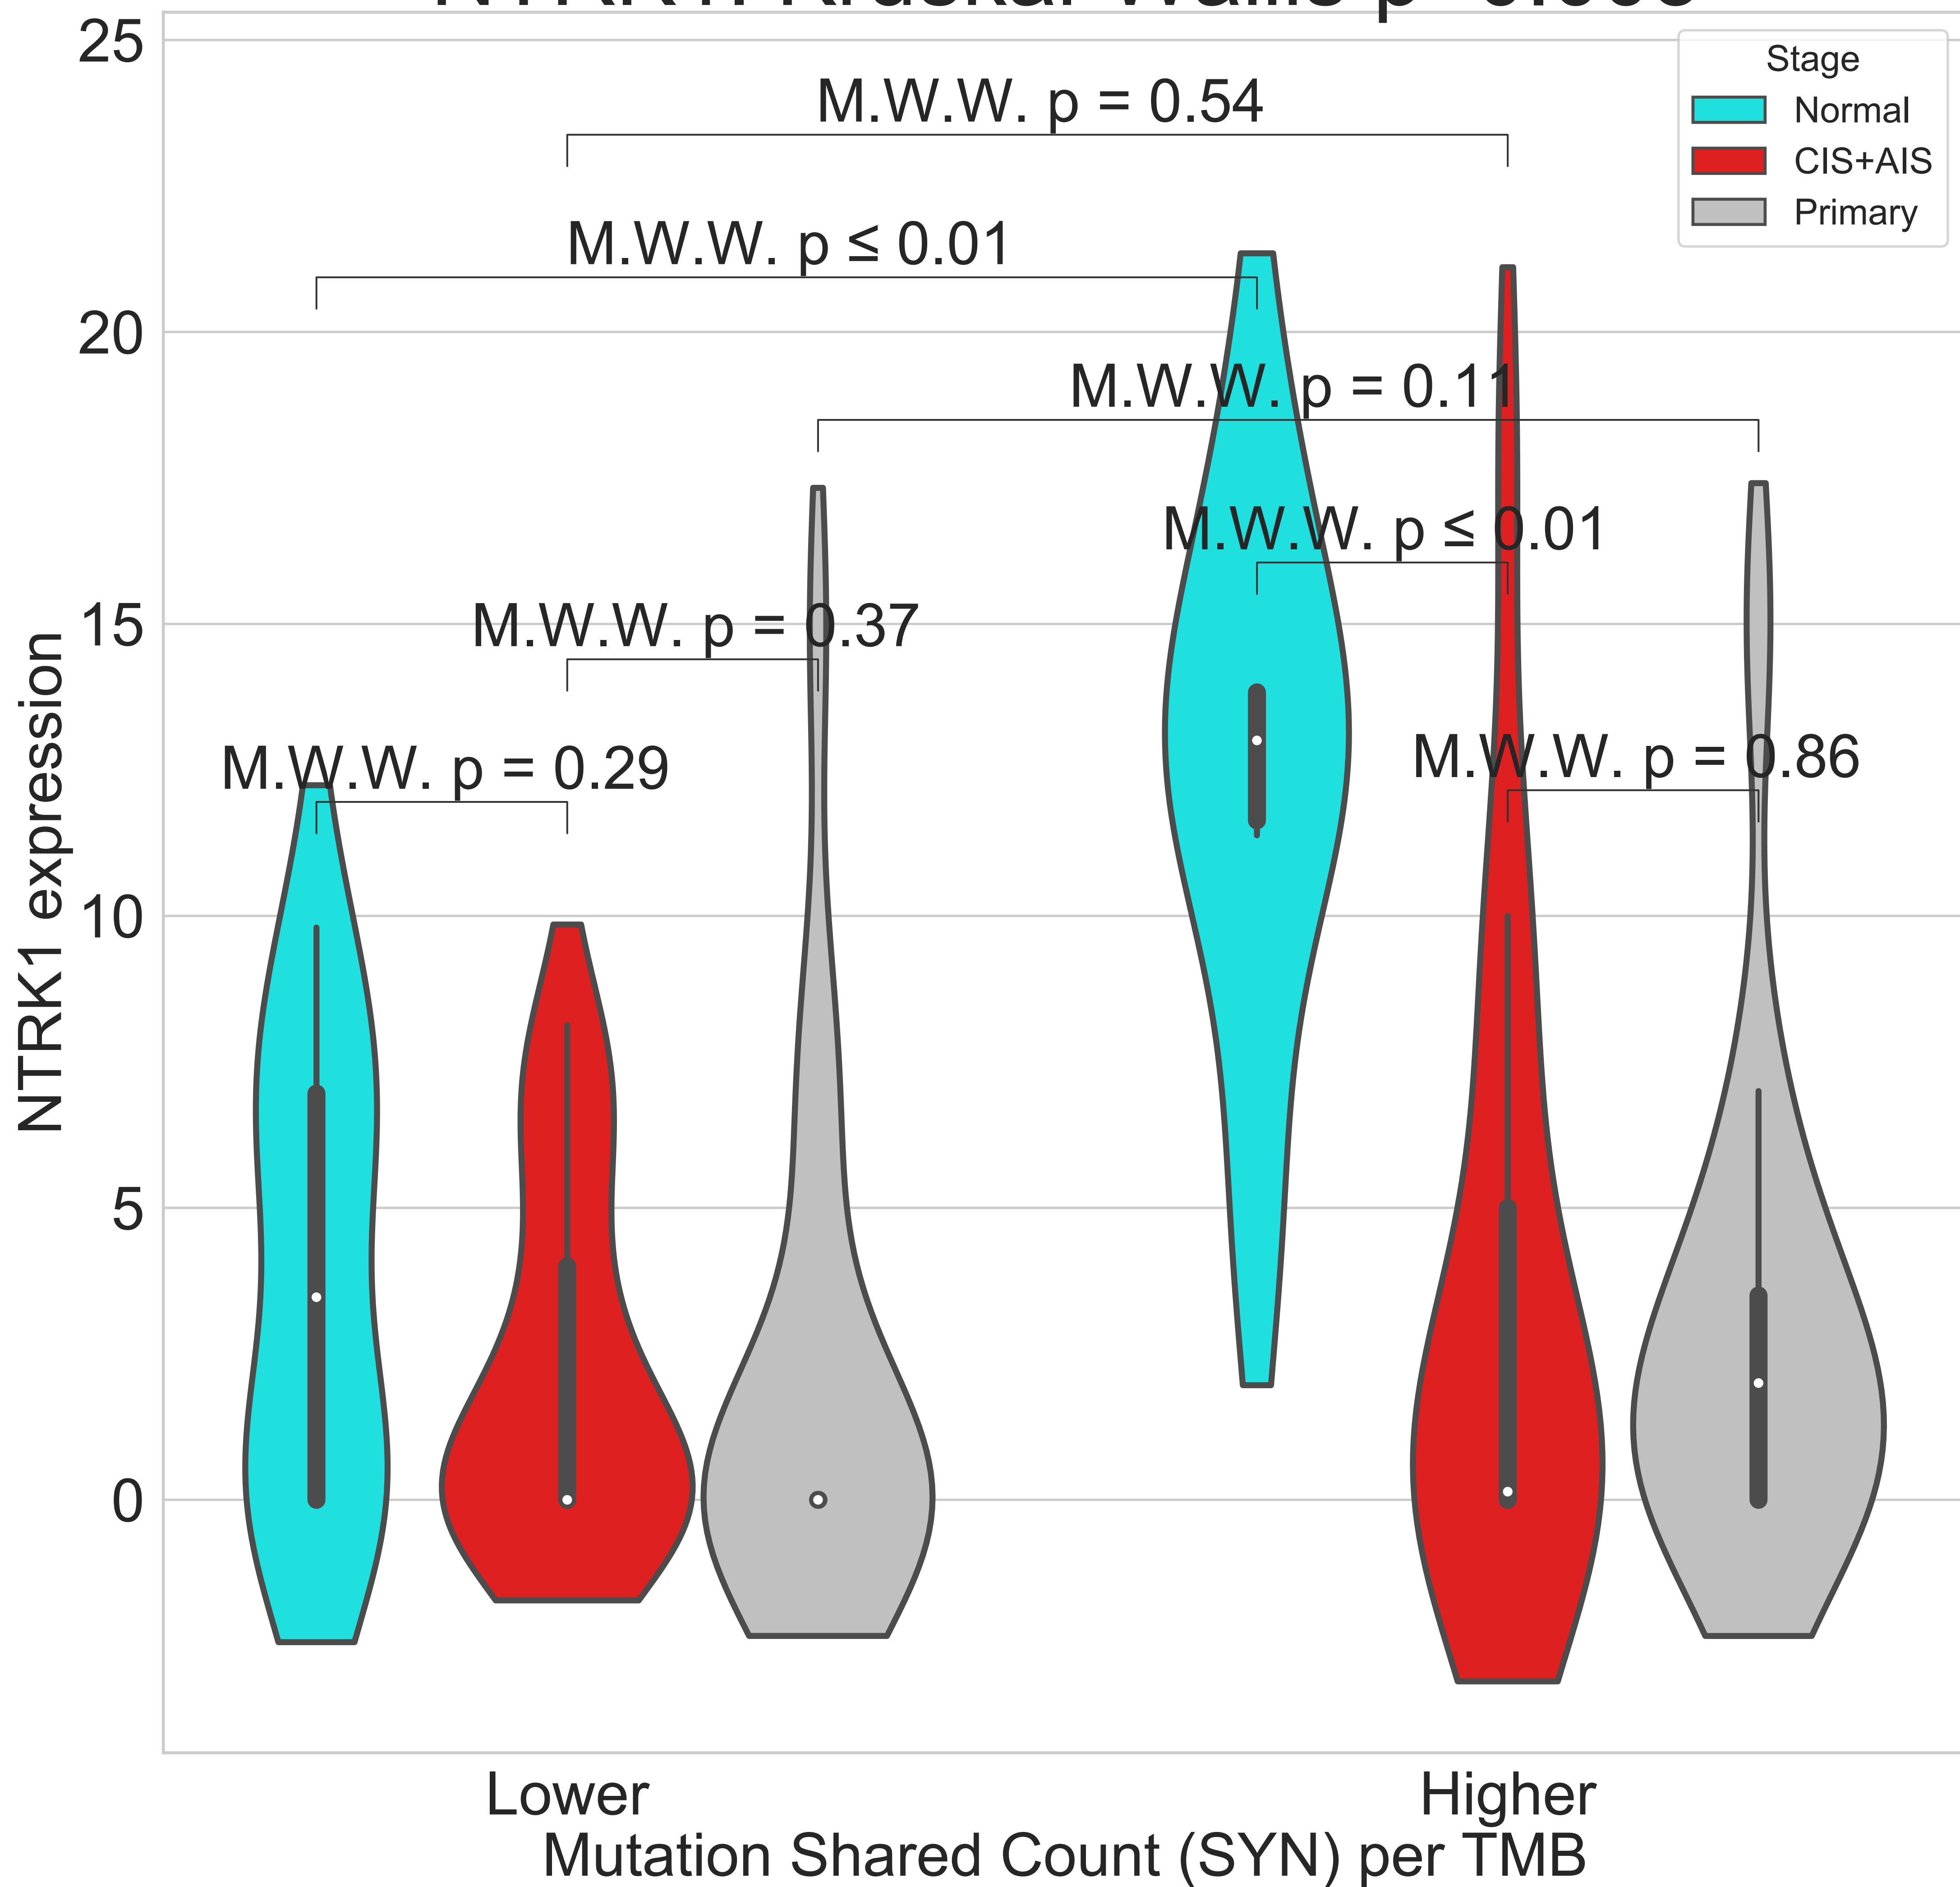 25
20
15
10
5
0
NTRK1 expression
Stage
Normal
CIS+AIS
Primary
M.W.W. p = 0.54
M.W.W. p ≤ 0.01
M.W.W. p = 0.11
M.W.W. p ≤ 0.01
M.W.W. p = 0.37
M.W.W. p = 0.29
M.W.W. p = 0.86
Lower
Higher
Mutation Shared Count (SYN) per TMB